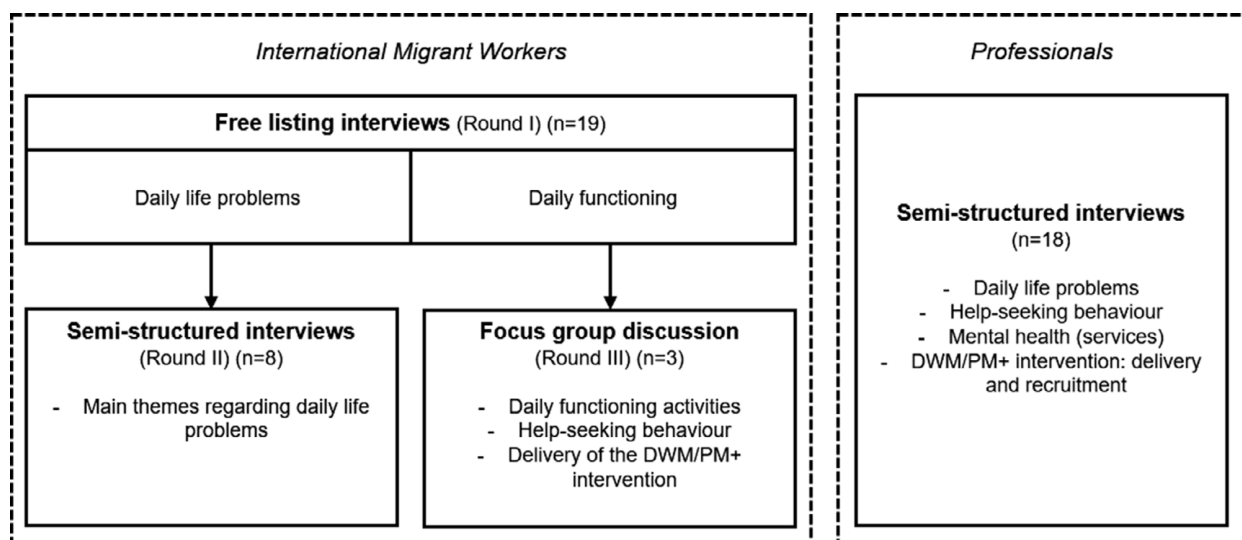 International Migrant Workers
Free listing interviews (Round I) (n=19)
Daily life problems
Daily functioning
Semi-structured interviews
(Round II) (n=8)
- Main themes regarding daily life
problems
Focus group discussion
(Round III) (n=3)
- Daily functioning activities
- Help-seeking behaviour
- Delivery of the DWM/PM+
intervention
Professionals
Semi-structured interviews
(n=18)
- Daily life problems
- Help-seeking behaviour
- Mental health (services)
- DWM/PM+ intervention: delivery
and recruitment